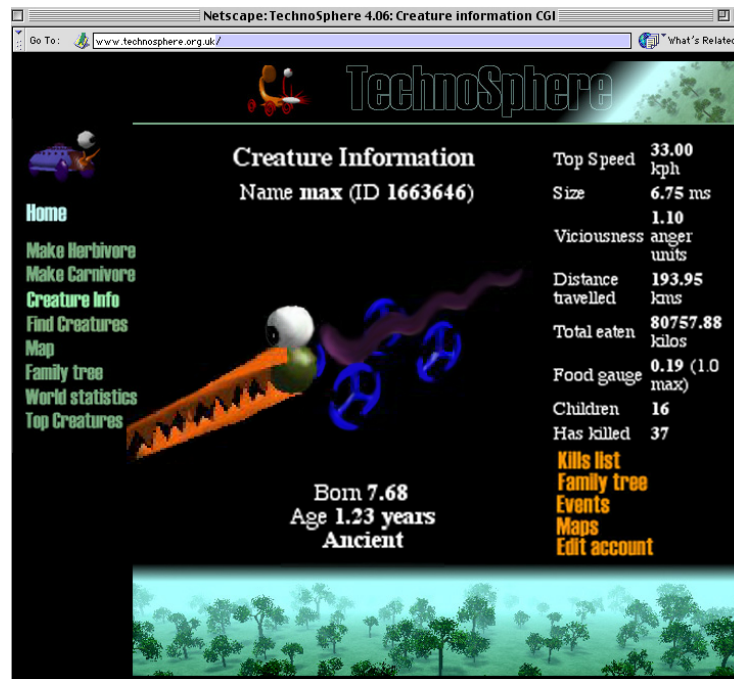 Netscape: TechnoSphere 4.06: Creature information CGI
Go To: www.technosphere.org.uk/ What's Related
TechnoSphere
Home
Make Herbivore
Make Carnivore
Creature Info
Find Creatures
Map
Family tree
World statistics
Top Creatures
Creature Information
Name max (ID 1663646)
Born 7.68
Age 1.23 years
Ancient
Top Speed 33.00 kph
Size 6.75 ms
Viciousness 1.10 anger units
Distance travelled 193.95 kms
Total eaten 80757.88 kilos
Food gauge 0.19 (1.0 max)
Children 16
Has killed 37
Kills list
Family tree
Events
Maps
Edit account